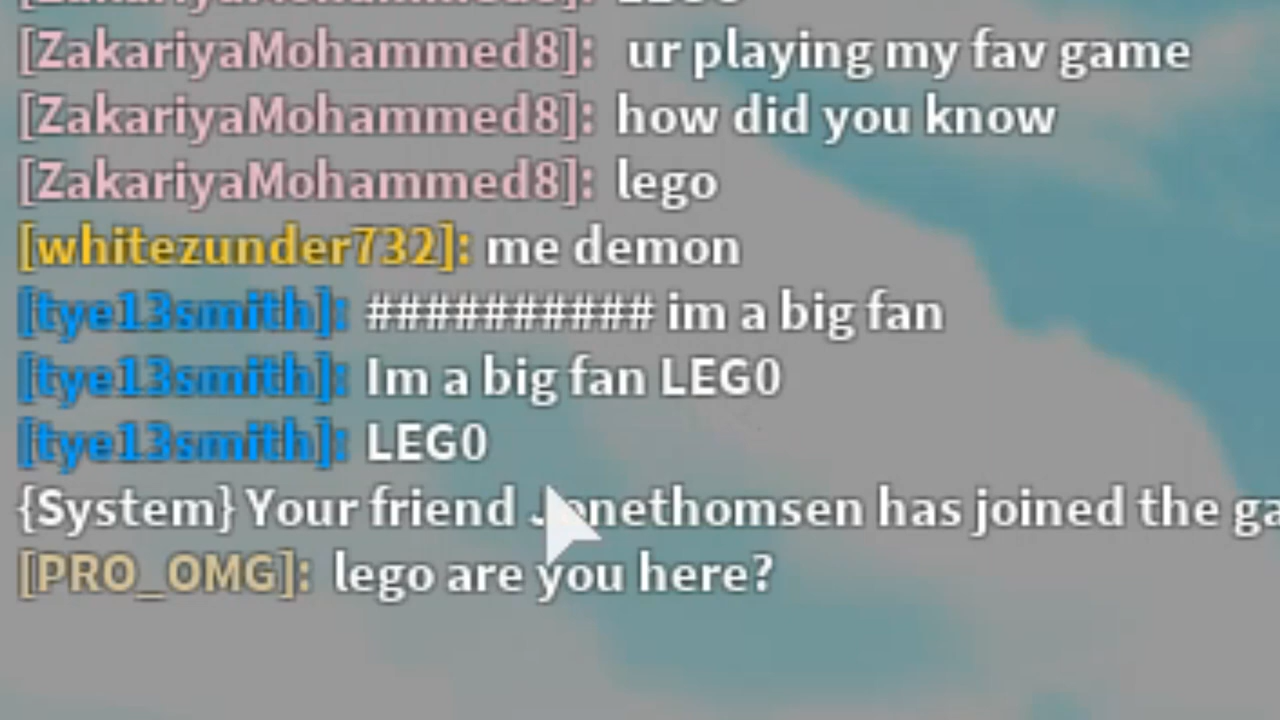 [ZakariyaMohammed8]: ur playing my fav game
[ZakariyaMohammed8]: how did you know
[ZakariyaMohammed8]: lego
[whitezunder732]: me demon
[tye13smith]: ########## im a big fan
[tye13smith]: Im a big fan LEG0
[tye13smith]: LEG0
{System} Your friend has joined the
[PRO_OMG]: lego are you here?